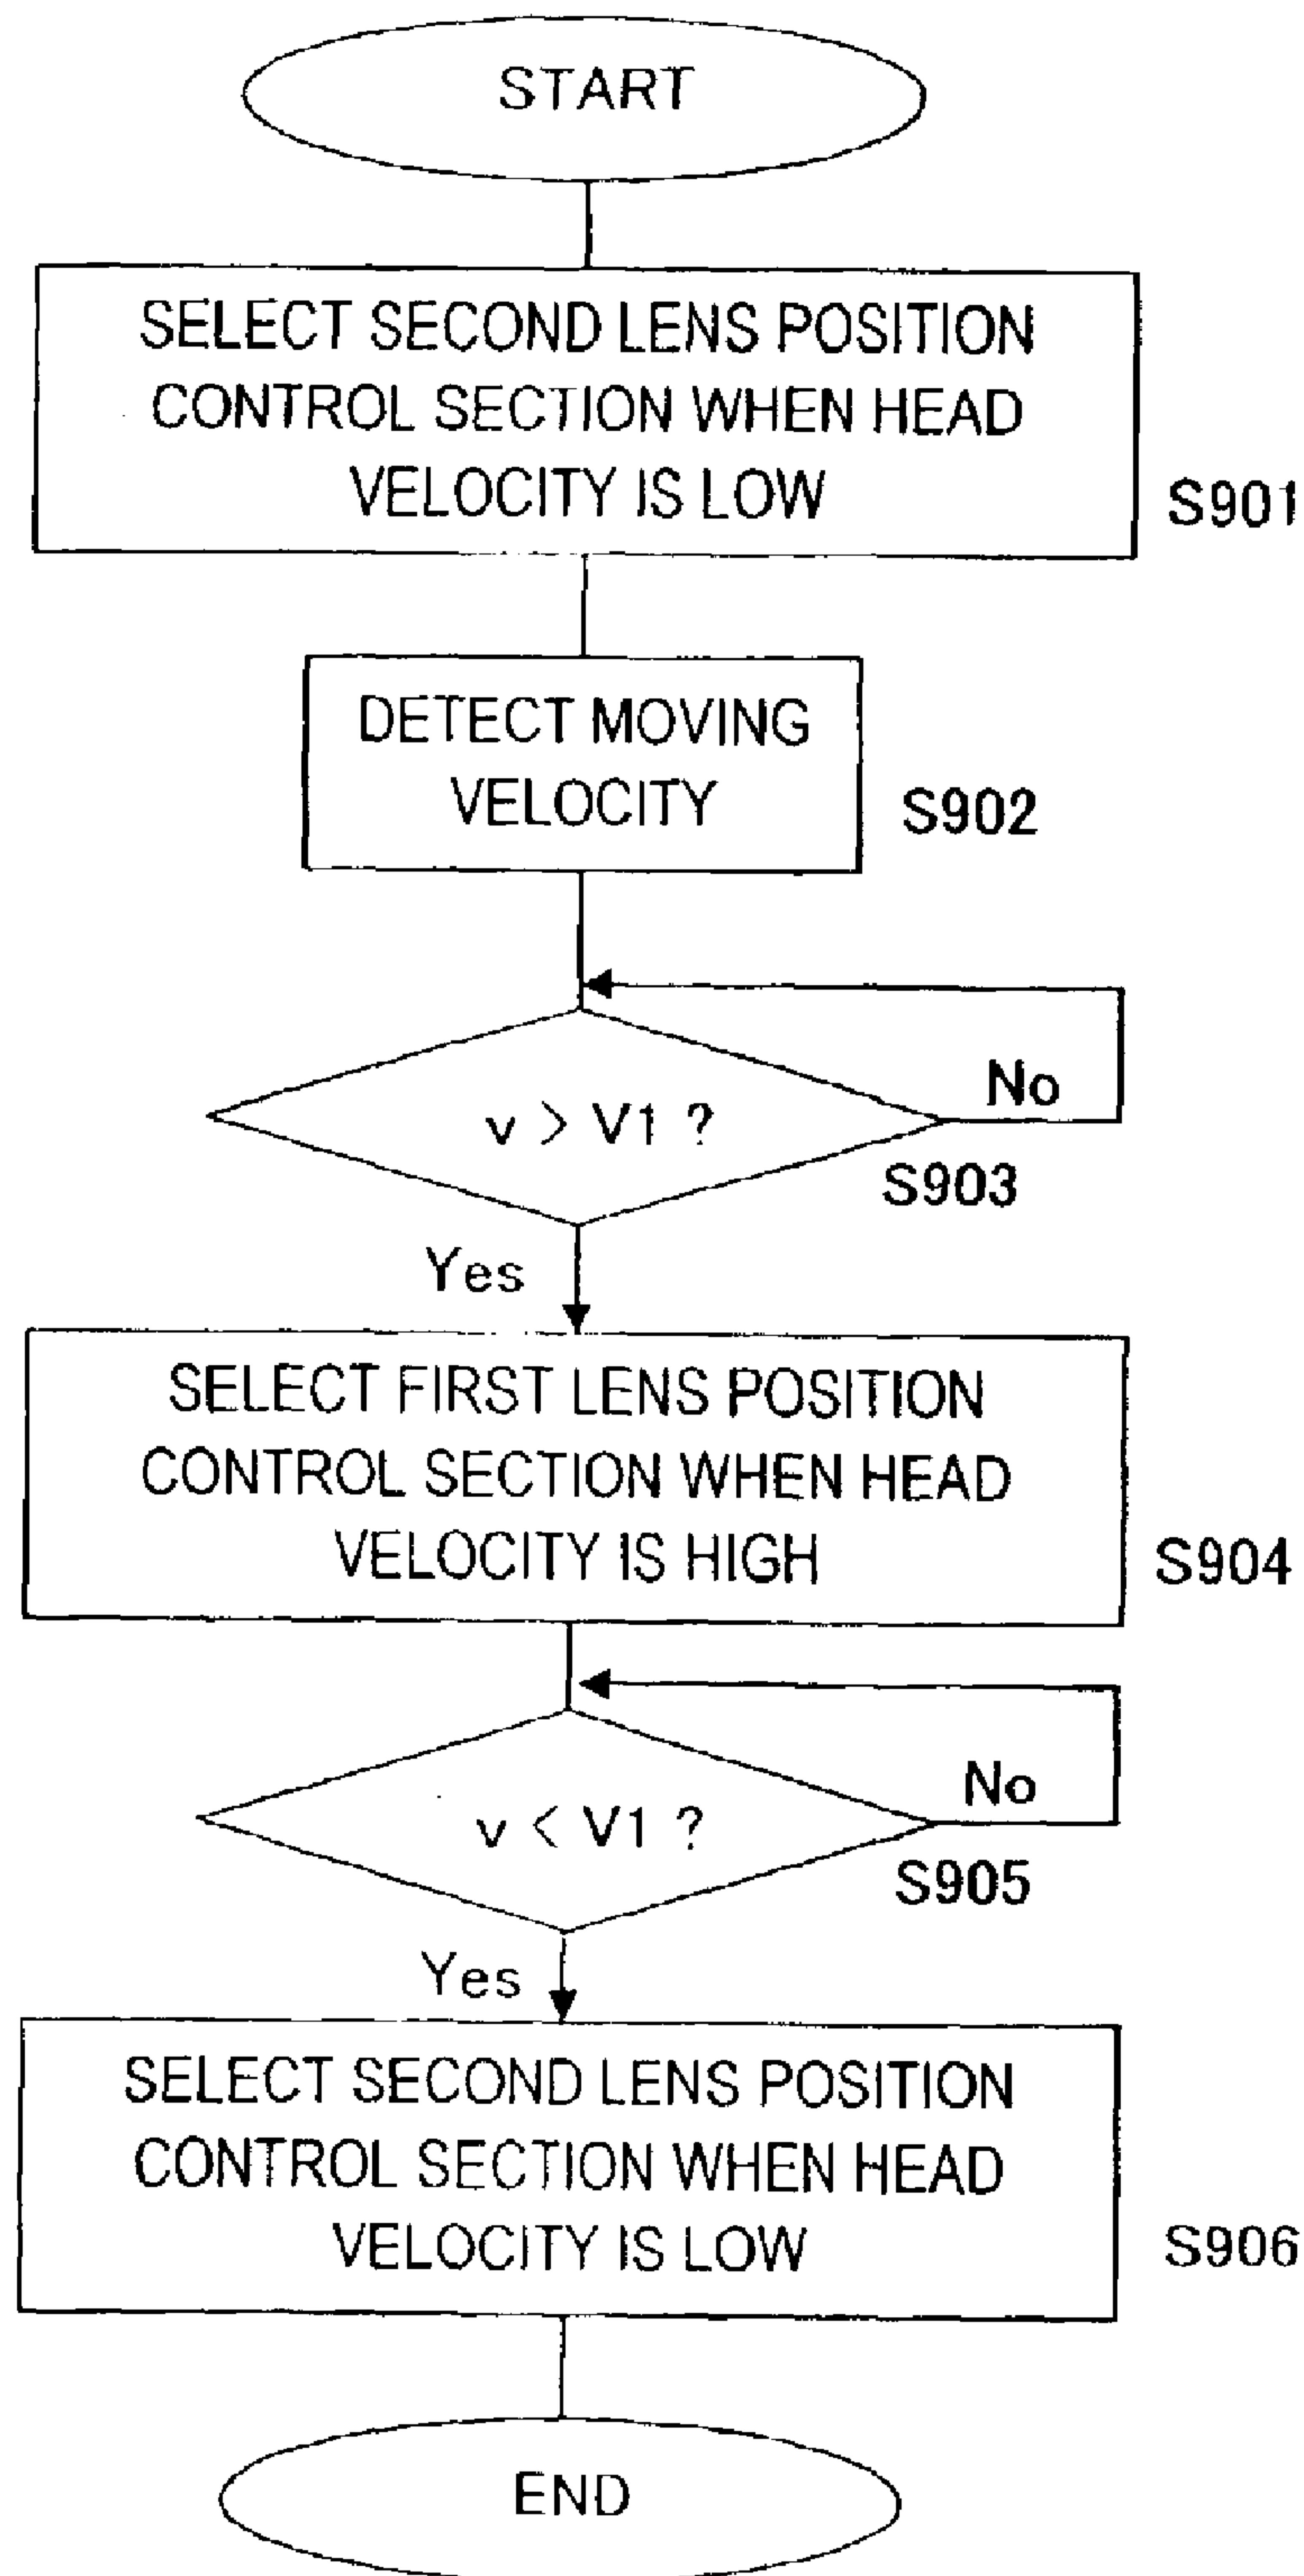 START
SELECT SECOND LENS POSITION
CONTROL SECTION WHEN HEAD
VELOCITY IS LOW
S901
DETECT MOVING
VELOCITY
S902
No
v > V1 ?
S903
Yes
SELECT FIRST LENS POSITION
CONTROL SECTION WHEN HEAD
VELOCITY IS HIGH
S904
No
v < V1 ?
S905
Yes
SELECT SECOND LENS POSITION
CONTROL SECTION WHEN HEAD
VELOCITY IS LOW
S906
END